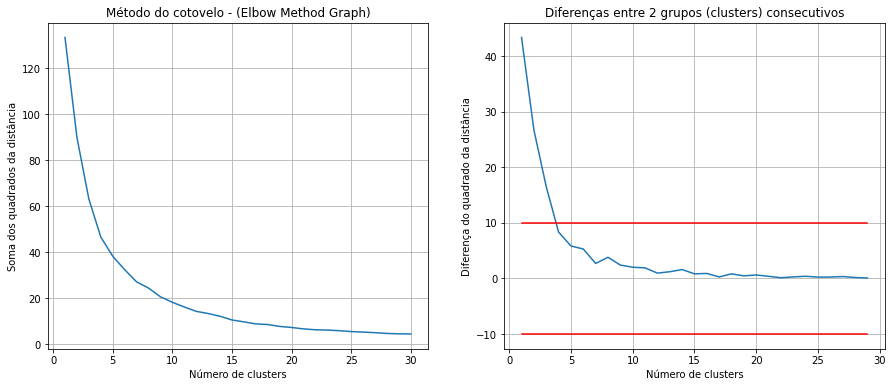 Método do cotovelo - (Elbow Method Graph)
Soma dos quadrados da distância
120
100
80
60
40
20
0
0 5 10 15 20 25 30
Número de clusters
Diferenças entre 2 grupos (clusters) consecutivos
Diferença do quadrado da distância
40
30
20
10
0
−10
0 5 10 15 20 25 30
Número de clusters